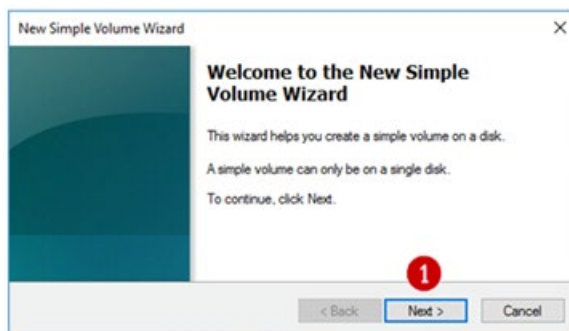 New Simple Volume Wizard
Welcome to the New Simple
Volume Wizard
This wizard helps you create a simple volume on a disk.
A simple volume can only be on a single disk.
To continue, click Next.
1
< Back Next > Cancel